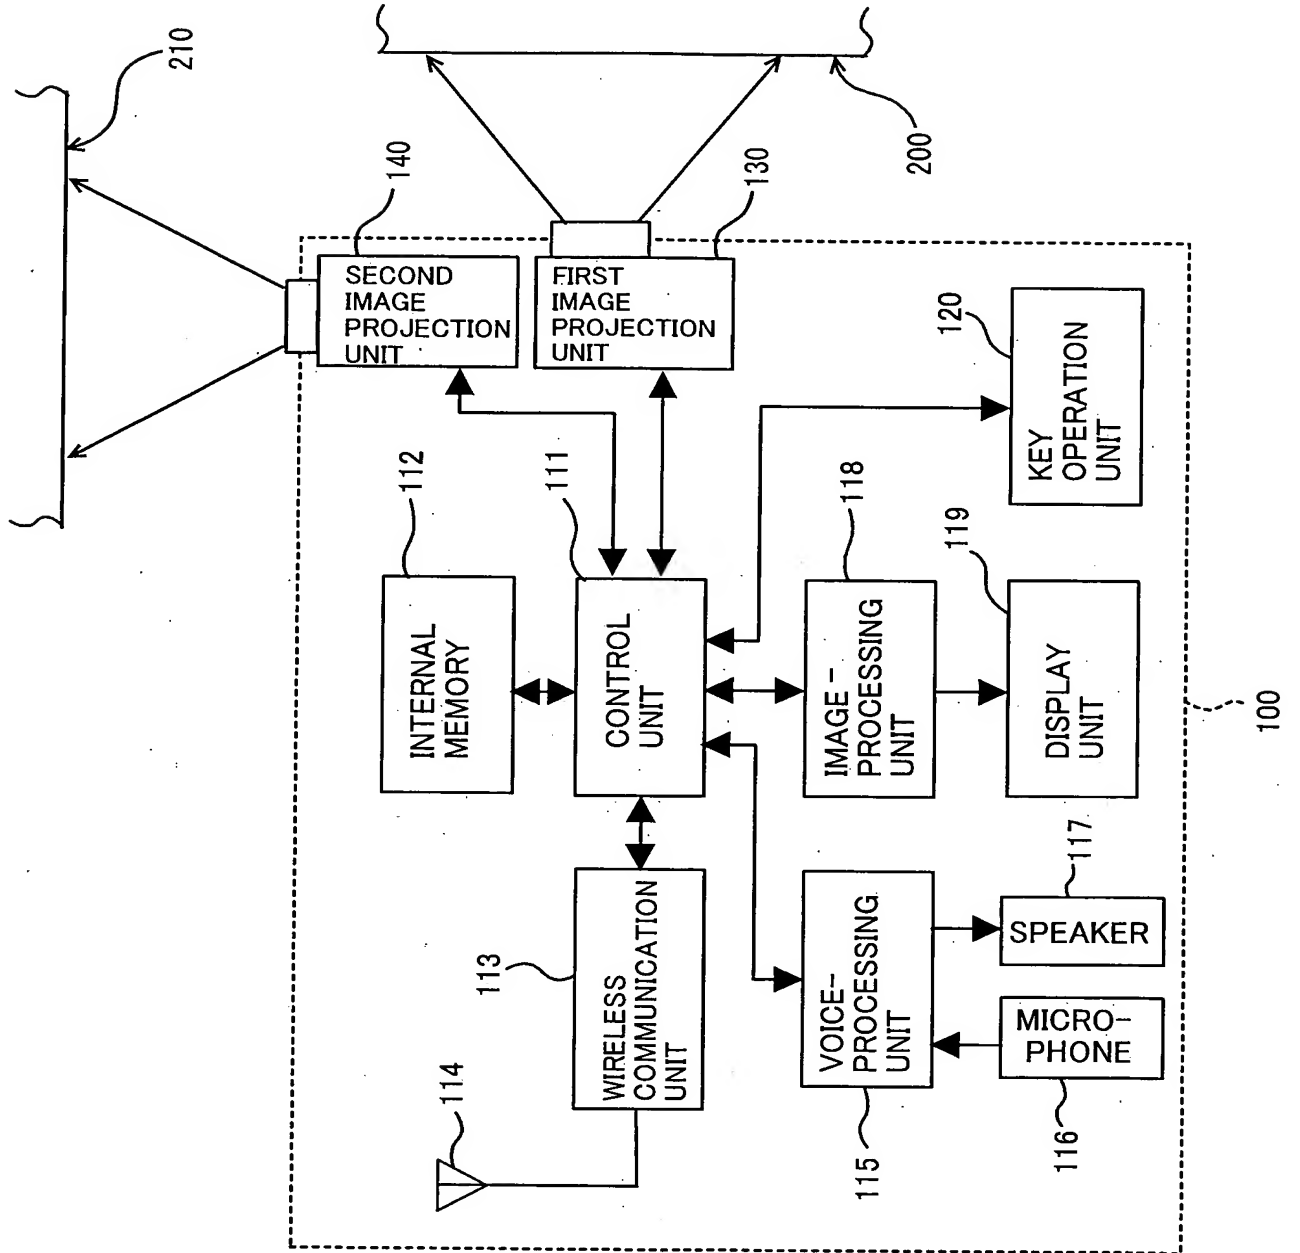 210
200
140
SECOND
IMAGE
PROJECTION
UNIT
130
FIRST
IMAGE
PROJECTION
UNIT
112
INTERNAL
MEMORY
111
CONTROL
UNIT
120
KEY
OPERATION
UNIT
118
IMAGE-
PROCESSING
UNIT
119
DISPLAY
UNIT
113
WIRELESS
COMMUNICATION
UNIT
114
115
VOICE-
PROCESSING
UNIT
117
SPEAKER
116
MICRO-
PHONE
100